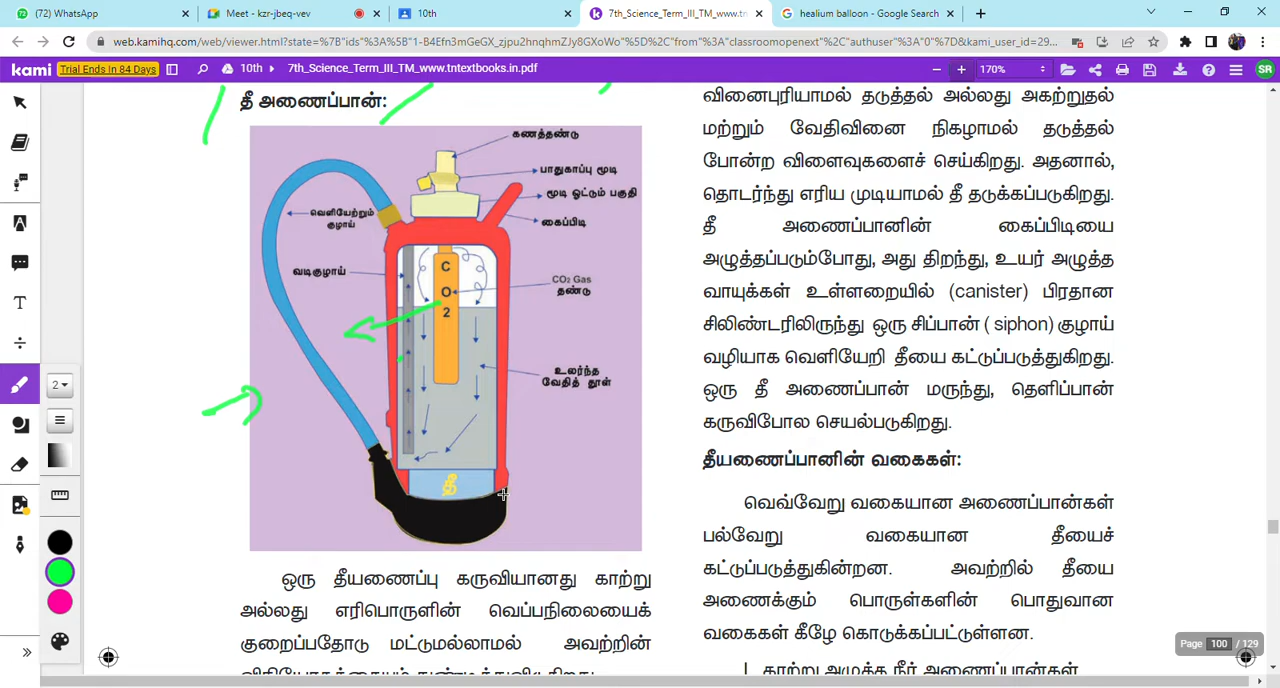 (72) WhatsApp
Meet - kzr-jbeq-vev
10th
7th_Science_Term_III_TM_www.tn
healium balloon - Google Search
web.kamihq.com/web/viewer.html?state=%7B"ids"%3A%5B"1-B4Efn3mGeGX_zjpu2hnqhmZJy8GXoWo"%5D%2C"from"%3A"classroomopennext"%2C"authuser"%3A"0"%7D&kami_user_id=29...
kami
Trial Ends In 84 Days
10th
7th_Science_Term_III_TM_www.tntextbooks.in.pdf
170%
SR
2
தீ அணைப்பான்:
கணத்தண்டு
பாதுகாப்பு மூடி
மூடி ஒட்டும் பகுதி
கைப்பிடி
வெளியேற்றும்
குழாய்
வடிகுழாய்
C
O
2
CO₂ Gas
தண்டு
உலர்ந்த
வேதித் தூள்
தீ
ஒரு தீயணைப்பு கருவியானது காற்று
அல்லது எரிபொருளின் வெப்பநிலையைக்
குறைப்பதோடு மட்டுமல்லாமல் அவற்றின்
வினைபுரியாமல் தடுத்தல் அல்லது அகற்றுதல்
மற்றும் வேதிவினை நிகழாமல் தடுத்தல்
போன்ற விளைவுகளைச் செய்கிறது. அதனால்,
தொடர்ந்து எரிய முடியாமல் தீ தடுக்கப்படுகிறது.
தீ அணைப்பானின் கைப்பிடியை
அழுத்தப்படும்போது, அது திறந்து, உயர் அழுத்த
வாயுக்கள் உள்ளறையில் (canister) பிரதான
சிலிண்டரிலிருந்து ஒரு சிப்பான் ( siphon) குழாய்
வழியாக வெளியேறி தீயை கட்டுப்படுத்துகிறது.
ஒரு தீ அணைப்பான் மருந்து, தெளிப்பான்
கருவிபோல செயல்படுகிறது.
தீயணைப்பானின் வகைகள்:
வெவ்வேறு வகையான அணைப்பான்கள்
பல்வேறு வகையான தீயைச்
கட்டுப்படுத்துகின்றன. அவற்றில் தீயை
அணைக்கும் பொருள்களின் பொதுவான
வகைகள் கீழே கொடுக்கப்பட்டுள்ளன.
I. காற்று அழுத்த நீர் அணைப்பான்கள்
Page 100 / 129